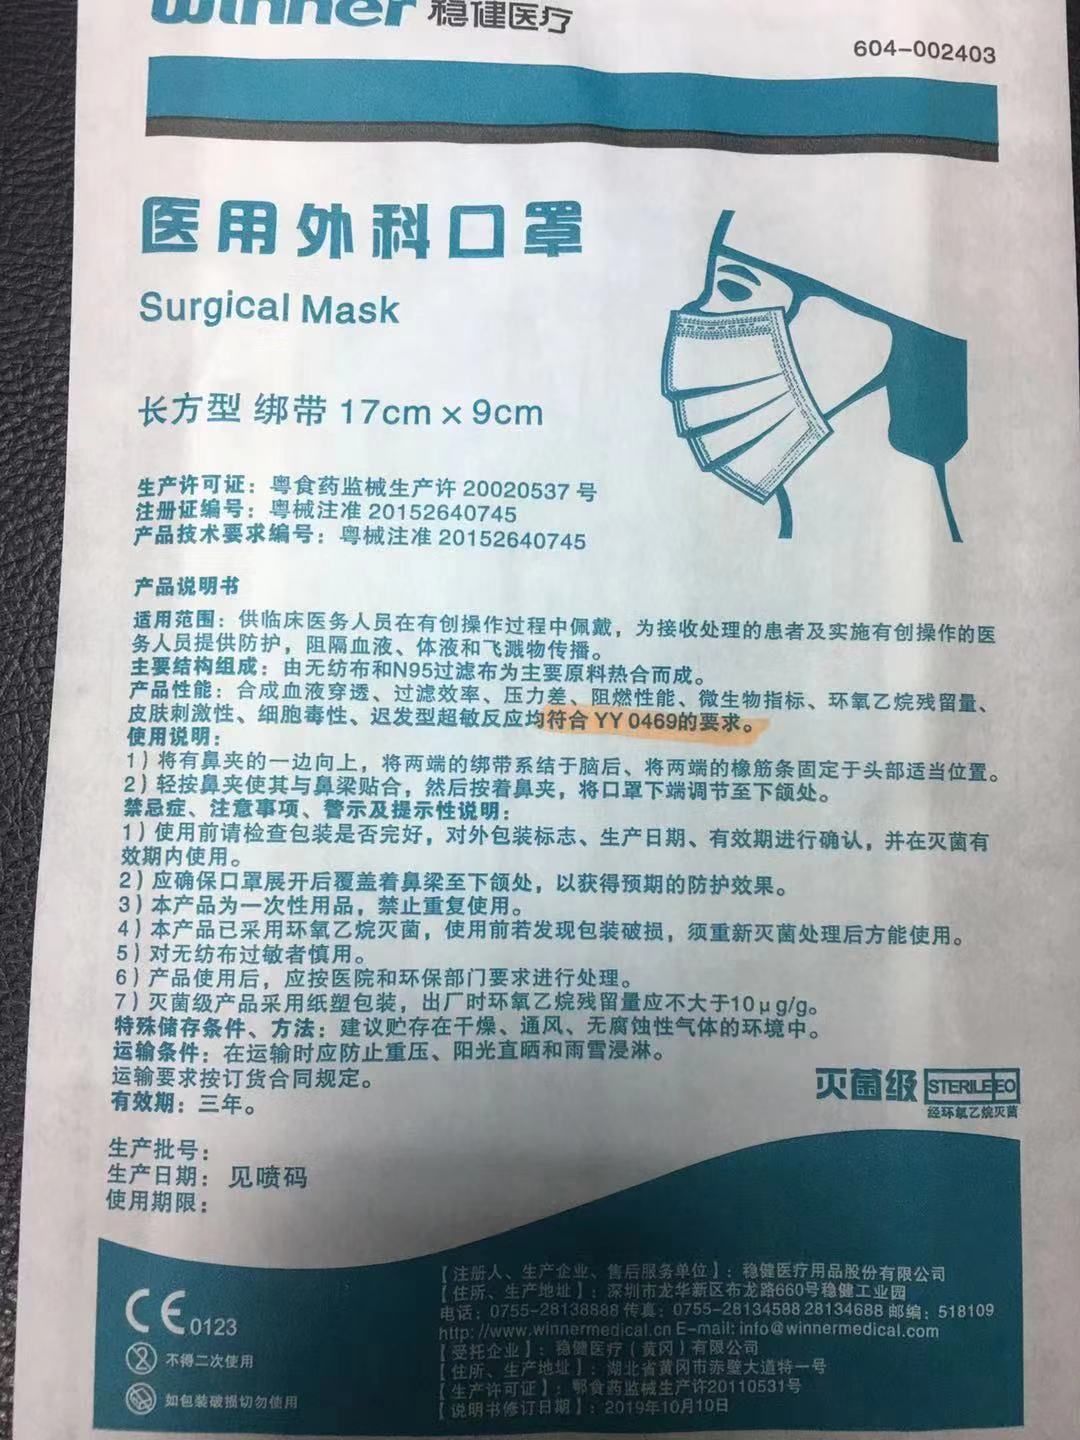 winner 稳健医疗
604-002403
医用外科口罩
Surgical Mask
长方型 绑带 17cm × 9cm
生产许可证：粤食药监械生产许 20020537 号
注册证编号：粤械注准 20152640745
产品技术要求编号：粤械注准 20152640745
产品说明书
适用范围：供临床医务人员在有创操作过程中佩戴，为接收处理的患者及实施有创操作的医
务人员提供防护，阻隔血液、体液和飞溅物传播。
主要结构组成：由无纺布和N95过滤布为主要原料热合而成。
产品性能：合成血液穿透、过滤效率、压力差、阻燃性能、微生物指标、环氧乙烷残留量、
皮肤刺激性、细胞毒性、迟发型超敏反应均符合 YY 0469的要求。
使用说明：
1）将有鼻夹的一边向上，将两端的绑带系结于脑后、将两端的橡筋条固定于头部适当位置。
2）轻按鼻夹使其与鼻梁贴合，然后按着鼻夹，将口罩下端调节至下颌处。
禁忌症、注意事项、警示及提示性说明：
1）使用前请检查包装是否完好，对外包装标志、生产日期、有效期进行确认，并在灭菌有
效期内使用。
2）应确保口罩展开后覆盖着鼻梁至下颌处，以获得预期的防护效果。
3）本产品为一次性用品，禁止重复使用。
4）本产品已采用环氧乙烷灭菌，使用前若发现包装破损，须重新灭菌处理后方能使用。
5）对无纺布过敏者慎用。
6）产品使用后，应按医院和环保部门要求进行处理。
7）灭菌级产品采用纸塑包装，出厂时环氧乙烷残留量应不大于10μg/g。
特殊储存条件、方法：建议贮存在干燥、通风、无腐蚀性气体的环境中。
运输条件：在运输时应防止重压、阳光直晒和雨雪浸淋。
运输要求按订货合同规定。
有效期：三年。
灭菌级 STERILE EO
经环氧乙烷灭菌
生产批号：
生产日期：见喷码
使用期限：
CE 0123
不得二次使用
如包装破损切勿使用
【注册人、生产企业、售后服务单位】：稳健医疗用品股份有限公司
【住所、生产地址】：深圳市龙华新区布龙路660号稳健工业园
电话：0755-28138888 传真：0755-28134588 28134688 邮编：518109
http://www.winnermedical.cn E-mail: info@winnermedical.com
【受托企业】：稳健医疗（黄冈）有限公司
【住所、生产地址】：湖北省黄冈市赤壁大道特一号
【生产许可证】：鄂食药监械生产许20110531号
【说明书修订日期】：2019年10月10日